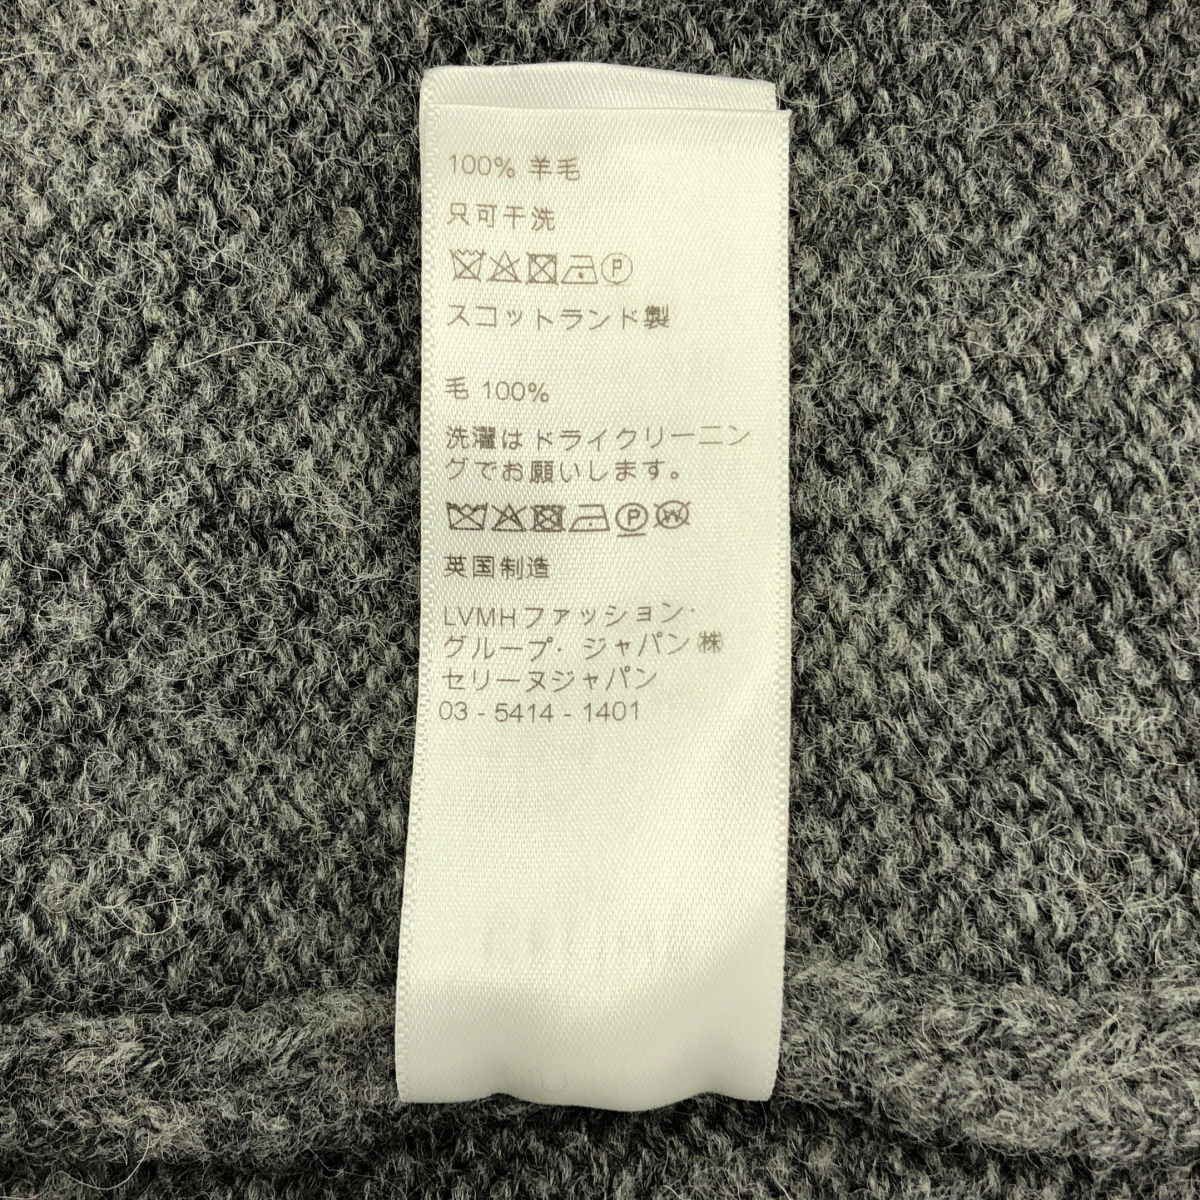 100% 羊毛
只可干洗
P
スコットランド製
毛 100%
洗濯はドライクリーニン
グでお願いします。
P W
英国制造
LVMHファッション·
グループ· ジャパン㈱
セリーヌジャパン
03 - 5414 - 1401